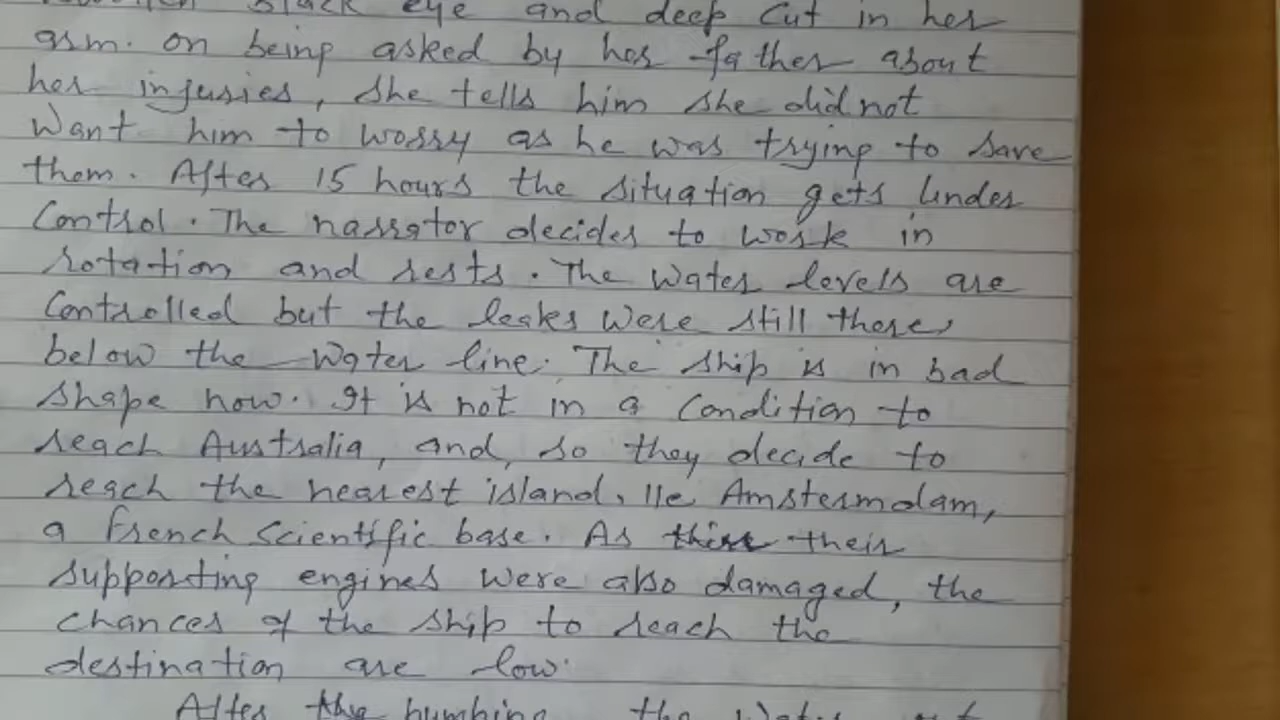 black eye and deep cut in her
arm. on being asked by her father about
her injuries, she tells him she did not
want him to worry as he was trying to save
them. After 15 hours the situation gets under
control. The narrator decides to work in
rotation and rests. The water levels are
controlled but the leaks were still there,
below the water line. The ship is in bad
shape now. It is not in a condition to
reach Australia, and, so they decide to
reach the nearest island, Ile Amstermdam,
a French Scientific base. As their
supporting engines were also damaged, the
chances of the ship to reach the
destination are low.
After the the